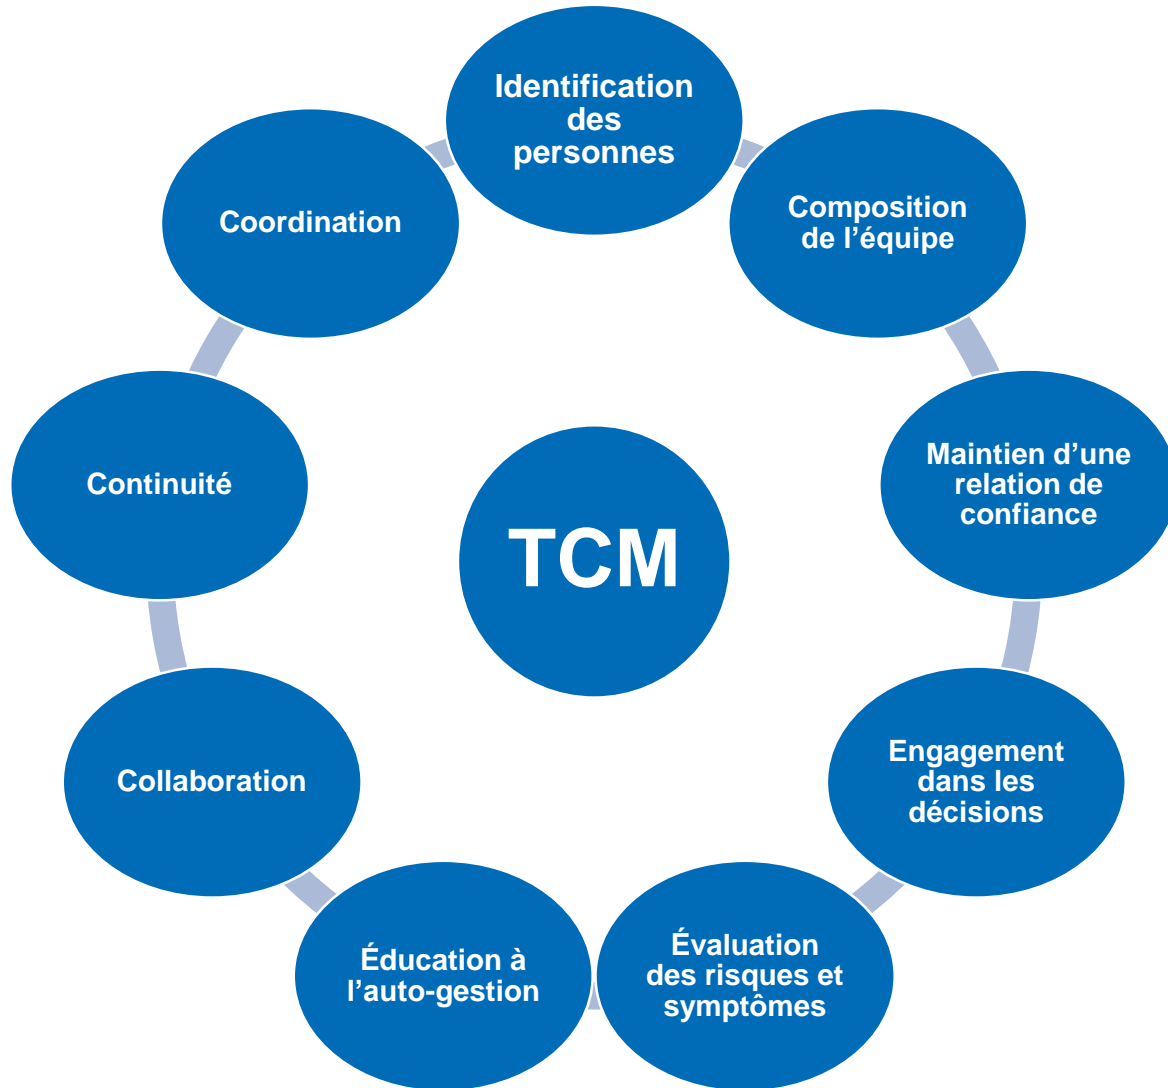 Identification
des
personnes
Composition
de l’équipe
Maintien d’une
relation de
confiance
Engagement
dans les
décisions
Évaluation
des risques et
symptômes
Éducation à
l’auto-gestion
Collaboration
Continuité
Coordination
TCM